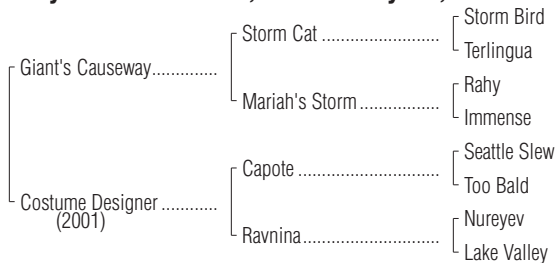 Storm Bird
Storm Cat ........................
Terlingua
Giant's Causeway.............
Rahy
Mariah's Storm ................
Immense
Seattle Slew
Capote ............................
Too Bald
Costume Designer ...........
(2001)
Nureyev
Ravnina...........................
Lake Valley